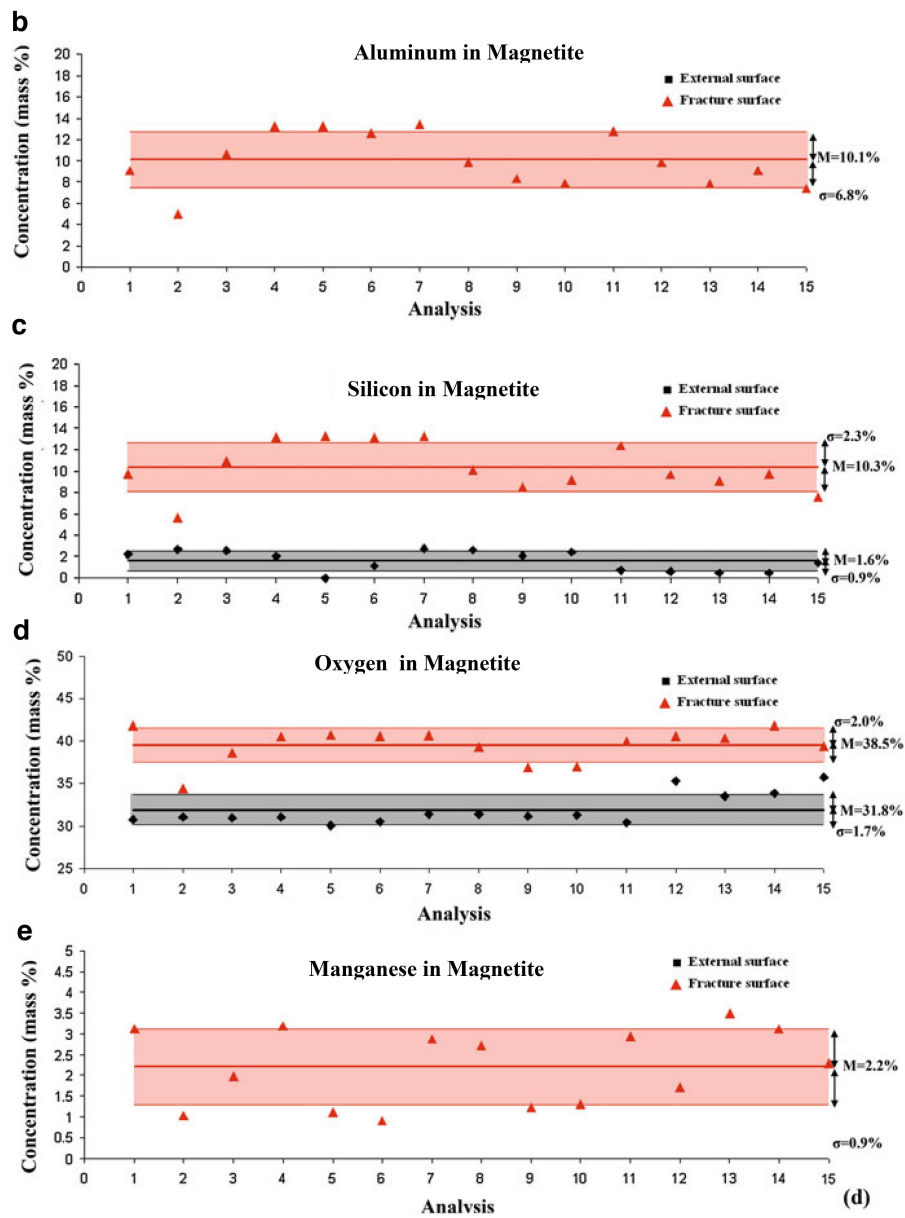 b
Aluminum in Magnetite
Concentration (mass %)
20
18
16
14
12
10
8
6
4
2
0
External surface
Fracture surface
M=10.1%
σ=6.8%
0 1 2 3 4 5 6 7 8 9 10 11 12 13 14 15
Analysis
c
Silicon in Magnetite
Concentration (mass %)
20
18
16
14
12
10
8
6
4
2
0
External surface
Fracture surface
σ=2.3%
M=10.3%
M=1.6%
σ=0.9%
0 1 2 3 4 5 6 7 8 9 10 11 12 13 14 15
Analysis
d
Oxygen in Magnetite
Concentration (mass %)
50
45
40
35
30
25
External surface
Fracture surface
σ=2.0%
M=38.5%
M=31.8%
σ=1.7%
0 1 2 3 4 5 6 7 8 9 10 11 12 13 14 15
Analysis
e
Manganese in Magnetite
Concentration (mass %)
5
4.5
4
3.5
3
2.5
2
1.5
1
0.5
0
External surface
Fracture surface
M=2.2%
σ=0.9%
0 1 2 3 4 5 6 7 8 9 10 11 12 13 14 15
Analysis
(d)